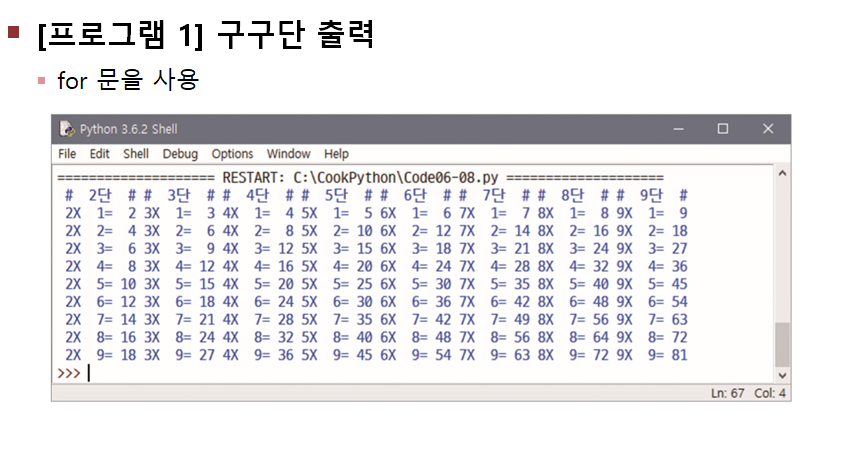 [프로그램 1] 구구단 출력
for 문을 사용
Python 3.6.2 Shell
File Edit Shell Debug Options Window Help
==================== RESTART: C:\CookPython\Code06-08.py ====================
#  2단  # #  3단  # #  4단  # #  5단  # #  6단  # #  7단  # #  8단  # #  9단  #
2X  1=  2 3X  1=  3 4X  1=  4 5X  1=  5 6X  1=  6 7X  1=  7 8X  1=  8 9X  1=  9
2X  2=  4 3X  2=  6 4X  2=  8 5X  2= 10 6X  2= 12 7X  2= 14 8X  2= 16 9X  2= 18
2X  3=  6 3X  3=  9 4X  3= 12 5X  3= 15 6X  3= 18 7X  3= 21 8X  3= 24 9X  3= 27
2X  4=  8 3X  4= 12 4X  4= 16 5X  4= 20 6X  4= 24 7X  4= 28 8X  4= 32 9X  4= 36
2X  5= 10 3X  5= 15 4X  5= 20 5X  5= 25 6X  5= 30 7X  5= 35 8X  5= 40 9X  5= 45
2X  6= 12 3X  6= 18 4X  6= 24 5X  6= 30 6X  6= 36 7X  6= 42 8X  6= 48 9X  6= 54
2X  7= 14 3X  7= 21 4X  7= 28 5X  7= 35 6X  7= 42 7X  7= 49 8X  7= 56 9X  7= 63
2X  8= 16 3X  8= 24 4X  8= 32 5X  8= 40 6X  8= 48 7X  8= 56 8X  8= 64 9X  8= 72
2X  9= 18 3X  9= 27 4X  9= 36 5X  9= 45 6X  9= 54 7X  9= 63 8X  9= 72 9X  9= 81
>>>
Ln: 67 Col: 4